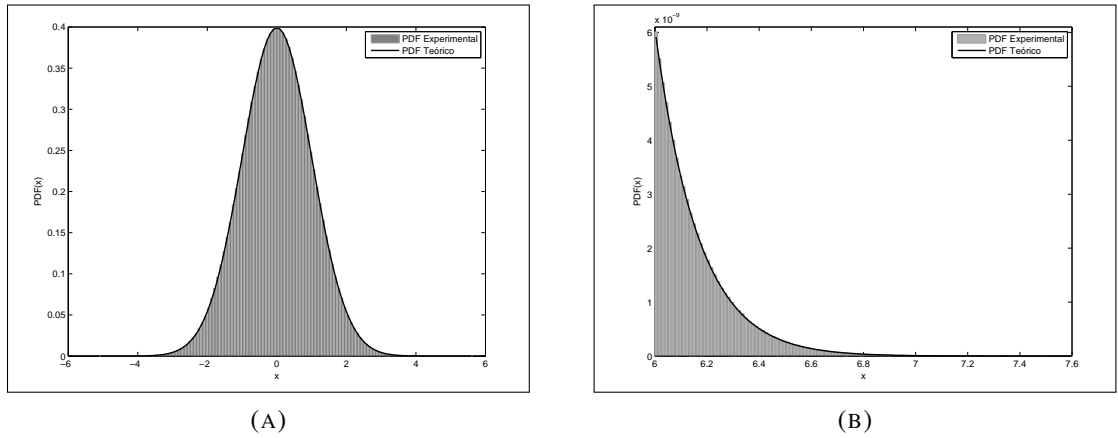 0.4
0.35
0.3
0.25
0.2
0.15
0.1
0.05
0
PDF(x)
−6 −4 −2 0 2 4 6
x
PDF Experimental
PDF Teórico
(A)
x 10⁻⁹
6
5
4
3
2
1
0
PDF(x)
6 6.2 6.4 6.6 6.8 7 7.2 7.4 7.6
x
PDF Experimental
PDF Teórico
(B)